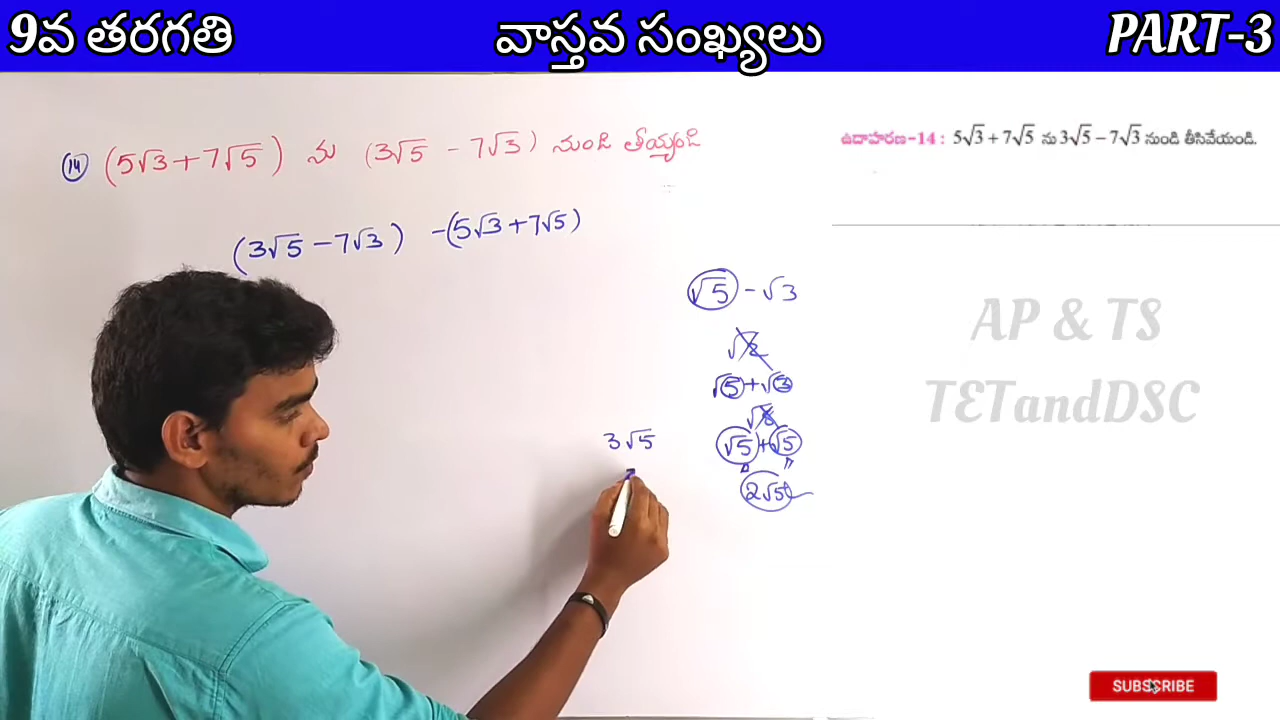 9వ తరగతి వాస్తవ సంఖ్యలు PART-3
ఉదాహరణ-14 : 5√3 + 7√5 ను 3√5 − 7√3 నుండి తీసివేయండి.
14 (5√3 + 7√5) ను (3√5 - 7√3) నుండి తీయ్యండి
(3√5 - 7√3) -(5√3 + 7√5)
√5 - √3
√5 + √3
3√5 √5 + √5
2√5
AP & TS
TETandDSC
SUBSCRIBE